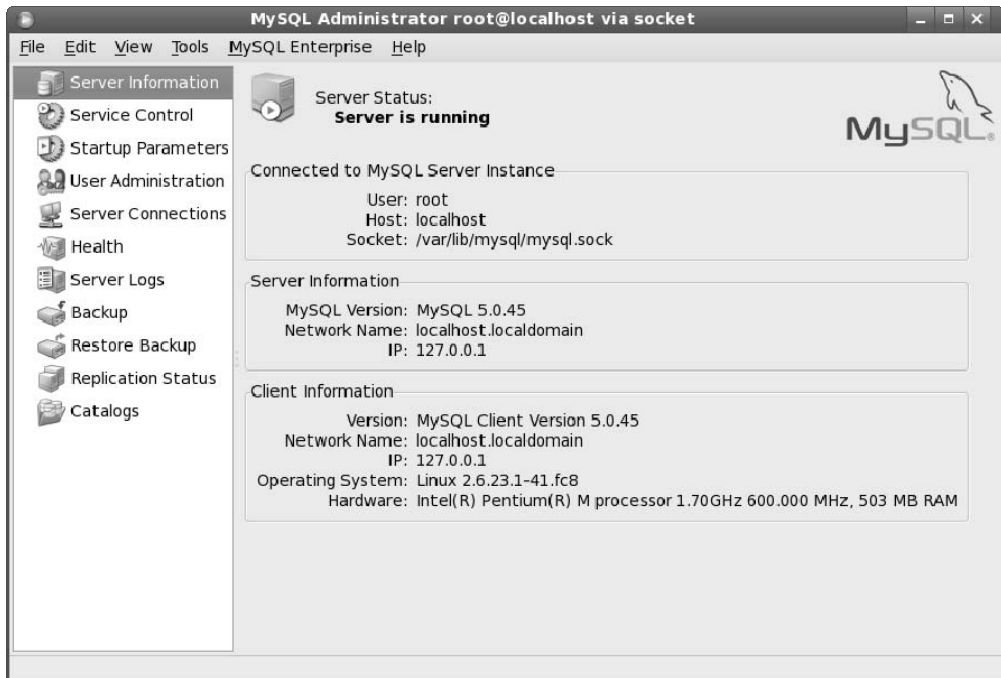 MySQL Administrator root@localhost via socket
File Edit View Tools MySQL Enterprise Help
Server Information
Service Control
Startup Parameters
User Administration
Server Connections
Health
Server Logs
Backup
Restore Backup
Replication Status
Catalogs
Server Status:
Server is running
MySQL.
Connected to MySQL Server Instance
User: root
Host: localhost
Socket: /var/lib/mysql/mysql.sock
Server Information
MySQL Version: MySQL 5.0.45
Network Name: localhost.localdomain
IP: 127.0.0.1
Client Information
Version: MySQL Client Version 5.0.45
Network Name: localhost.localdomain
IP: 127.0.0.1
Operating System: Linux 2.6.23.1-41.fc8
Hardware: Intel(R) Pentium(R) M processor 1.70GHz 600.000 MHz, 503 MB RAM